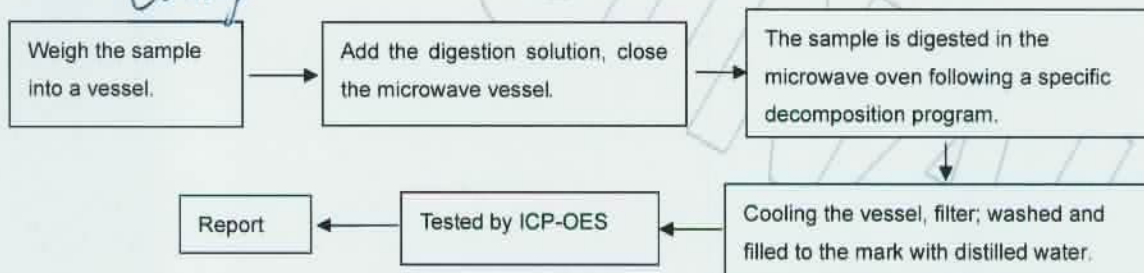 Weigh the sample
into a vessel.
Add the digestion solution, close
the microwave vessel.
The sample is digested in the
microwave oven following a specific
decomposition program.
Cooling the vessel, filter; washed and
filled to the mark with distilled water.
Tested by ICP-OES
Report